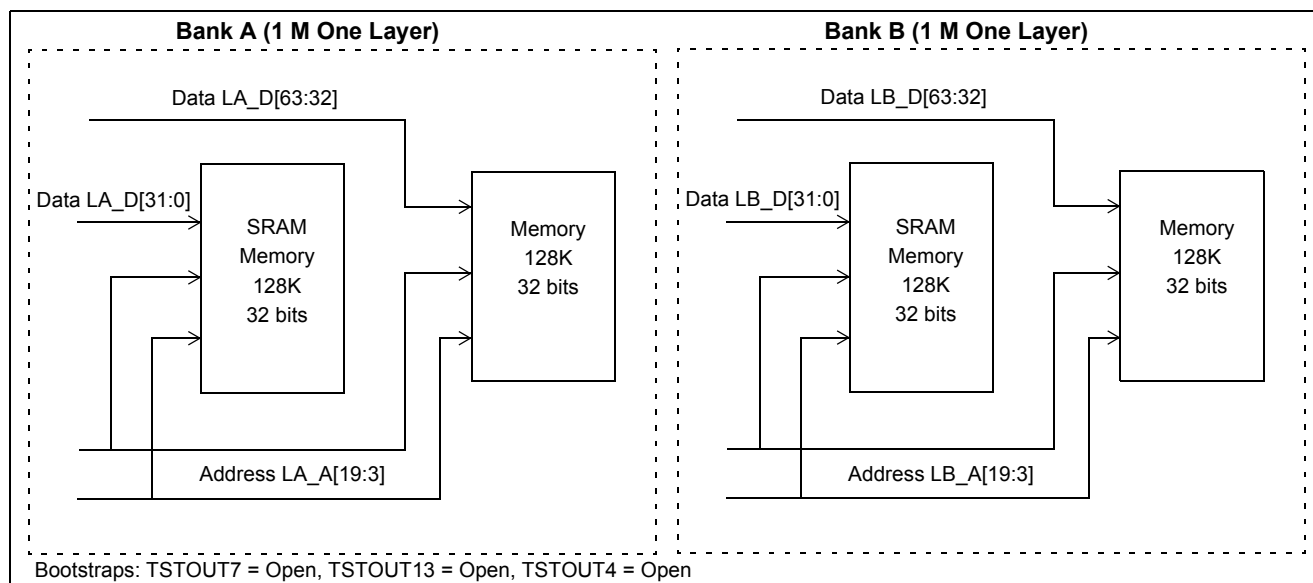 Bank A (1 M One Layer)
Data LA_D[63:32]
Data LA_D[31:0]
SRAM
Memory
128K
32 bits
Memory
128K
32 bits
Address LA_A[19:3]
Bank B (1 M One Layer)
Data LB_D[63:32]
Data LB_D[31:0]
SRAM
Memory
128K
32 bits
Memory
128K
32 bits
Address LB_A[19:3]
Bootstraps: TSTOUT7 = Open, TSTOUT13 = Open, TSTOUT4 = Open